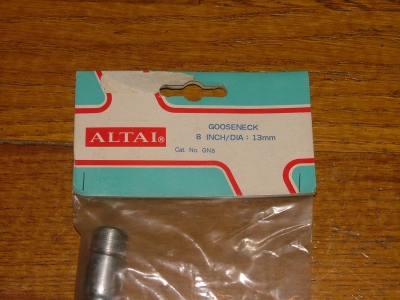 ALTAI®
GOOSENECK
8 INCH/DIA: 13mm
Cat. No. GN8